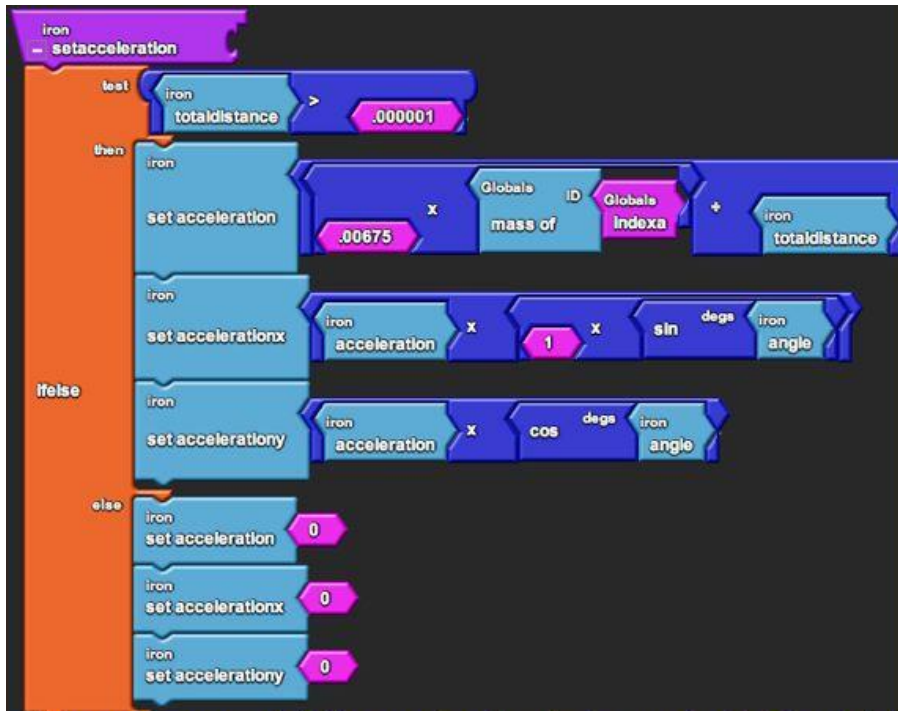 iron
setacceleration
test
iron
totaldistance
>
.000001
then
iron
set acceleration
.00675
x
Globals
mass of
ID
Globals
indexa
÷
iron
totaldistance
iron
set accelerationx
iron
acceleration
x
1
x
sin
degs
iron
angle
ifelse
iron
set accelerationy
iron
acceleration
x
cos
degs
iron
angle
else
iron
set acceleration
0
iron
set accelerationx
0
iron
set accelerationy
0